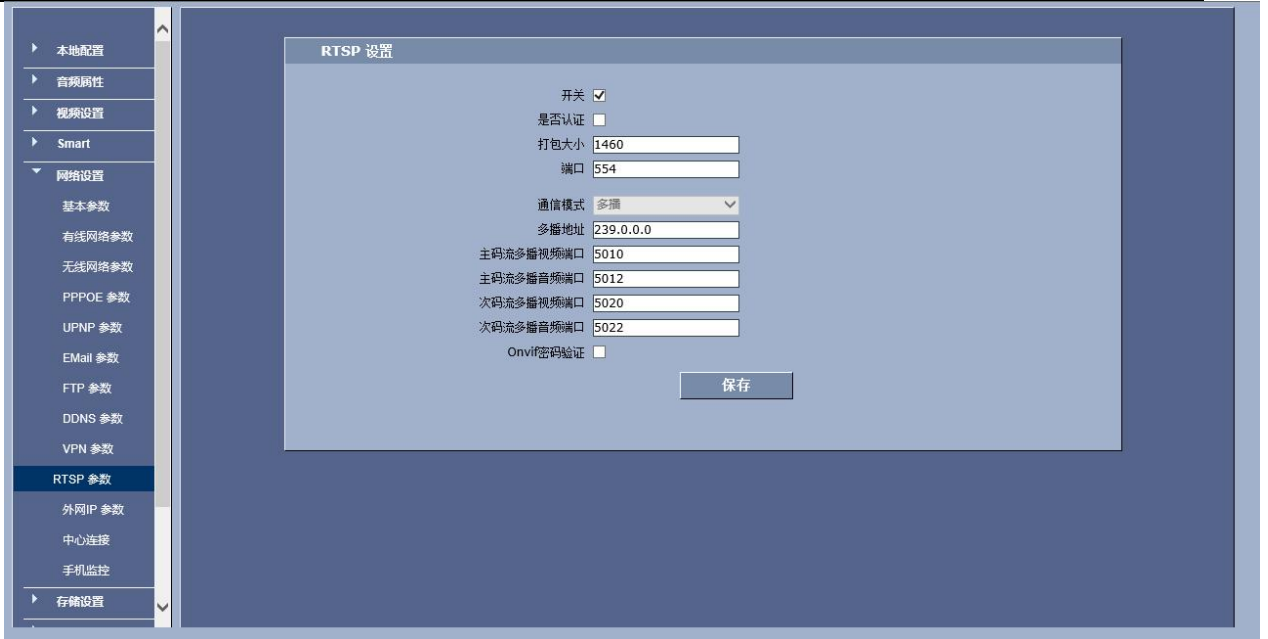 本地配置
音频属性
视频设置
Smart
网络设置
基本参数
有线网络参数
无线网络参数
PPPOE 参数
UPNP 参数
EMail 参数
FTP 参数
DDNS 参数
VPN 参数
RTSP 参数
外网IP 参数
中心连接
手机监控
存储设置
RTSP 设置
开关
是否认证
打包大小 1460
端口 554
通信模式 多播
多播地址 239.0.0.0
主码流多播视频端口 5010
主码流多播音频端口 5012
次码流多播视频端口 5020
次码流多播音频端口 5022
Onvif密码验证
保存